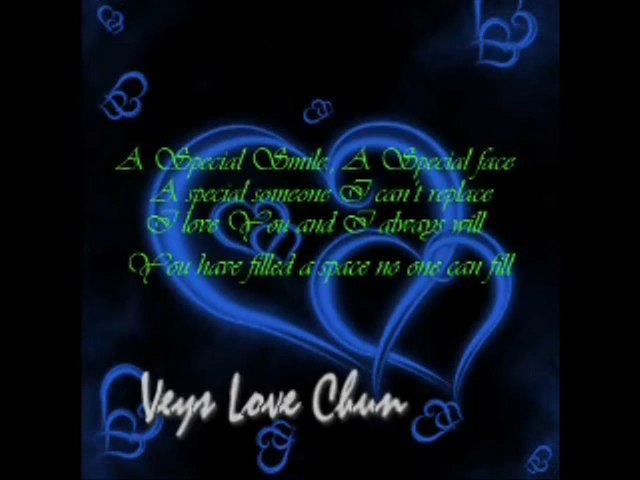 A Special Smile, A Special face
A special someone I can't replace
I love You and I always will
You have filled a space no one can fill
Veys Love Chun